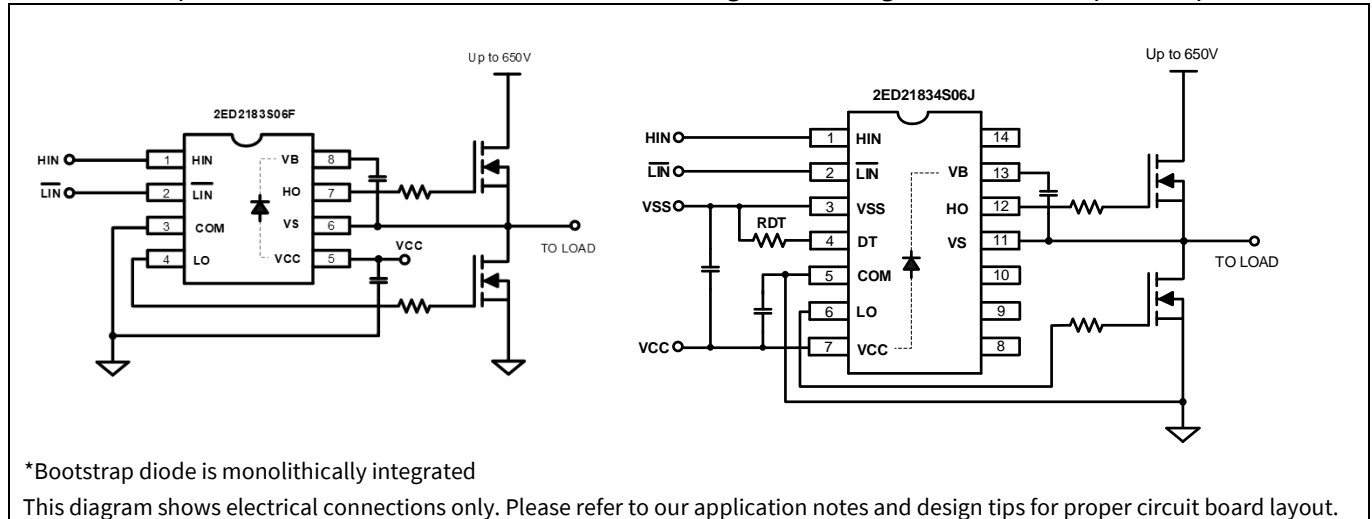 Up to 650V
2ED2183S06F
HIN
1
HIN
VB
8
LIN
2
LIN
HO
7
3
COM
VS
6
TO LOAD
4
LO
VCC
5
VCC
Up to 650V
2ED21834S06J
HIN
1
HIN
14
LIN
2
LIN
VB
13
VSS
3
VSS
HO
12
RDT
4
DT
VS
11
TO LOAD
5
COM
10
6
LO
9
VCC
7
VCC
8
*Bootstrap diode is monolithically integrated
This diagram shows electrical connections only. Please refer to our application notes and design tips for proper circuit board layout.